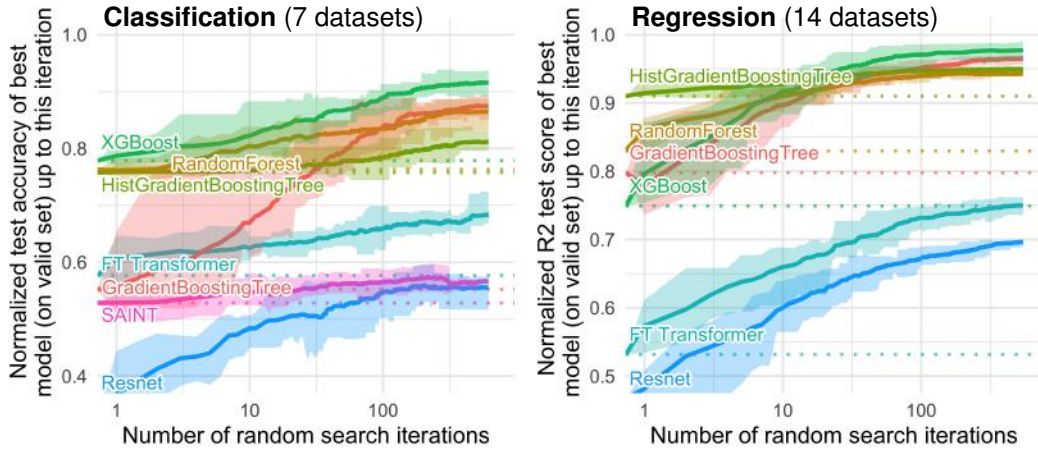 Classification (7 datasets)
Normalized test accuracy of best
model (on valid set) up to this iteration
1.0
0.8
0.6
0.4
XGBoost
RandomForest
HistGradientBoostingTree
FT Transformer
GradientBoostingTree
SAINT
Resnet
1
10
100
Number of random search iterations
Regression (14 datasets)
Normalized R2 test score of best
model (on valid set) up to this iteration
1.0
0.9
0.8
0.7
0.6
0.5
HistGradientBoostingTree
RandomForest
GradientBoostingTree
XGBoost
FT Transformer
Resnet
1
10
100
Number of random search iterations